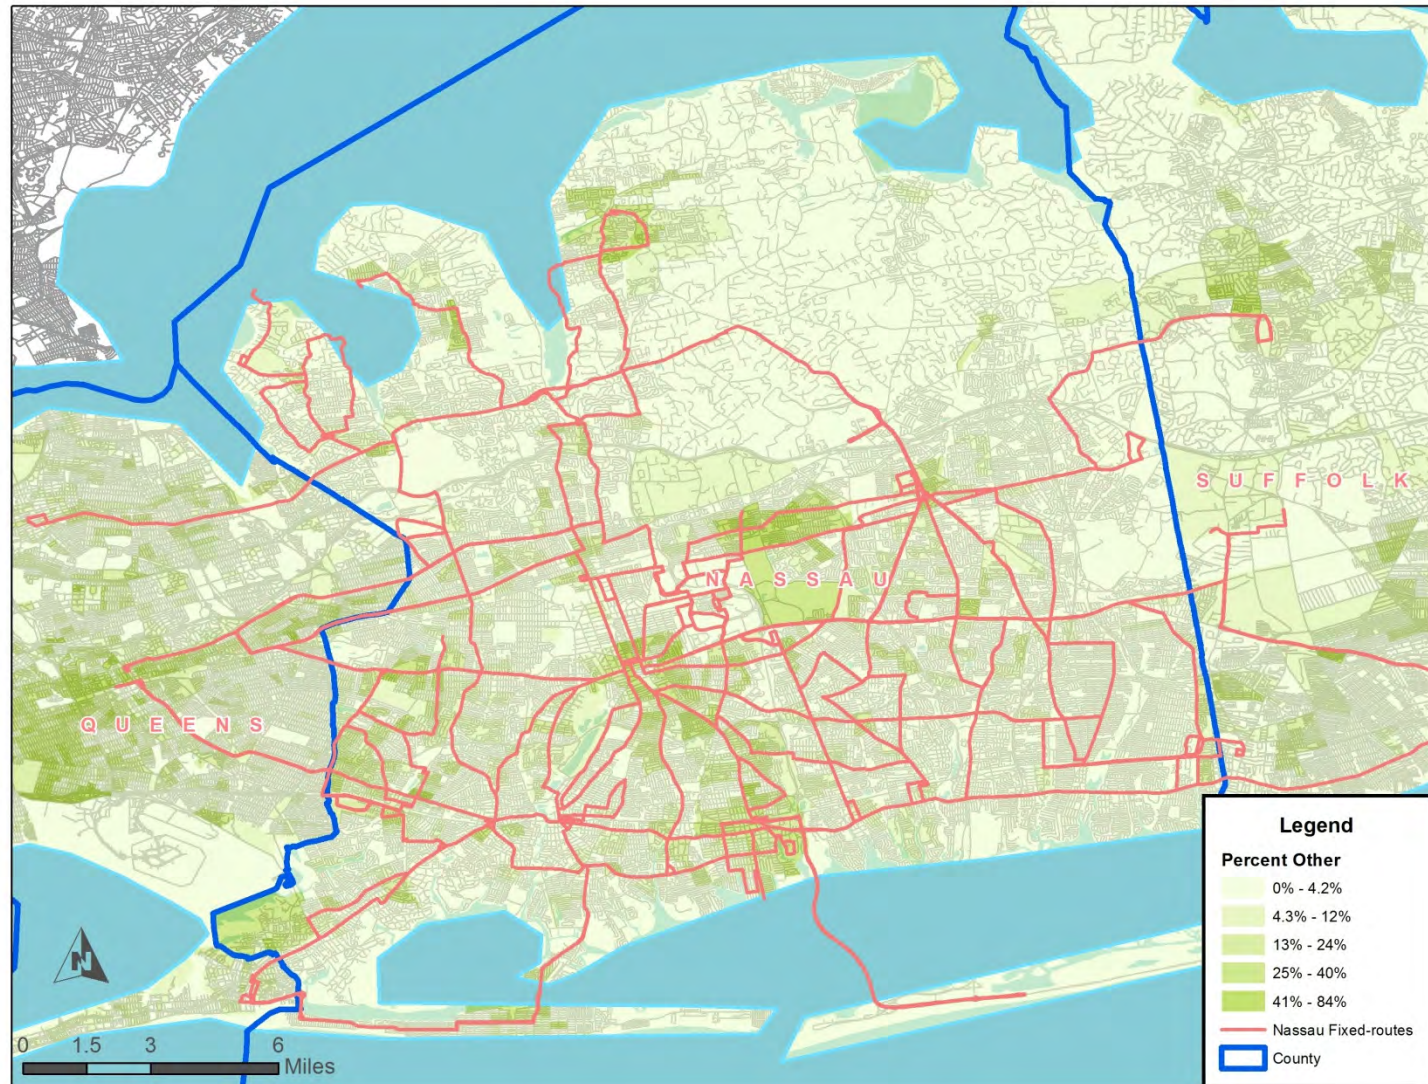 SUFFOLK
NASSAU
QUEENS
N
0 1.5 3 6
Miles
Legend
Percent Other
0% - 4.2%
4.3% - 12%
13% - 24%
25% - 40%
41% - 84%
Nassau Fixed-routes
County